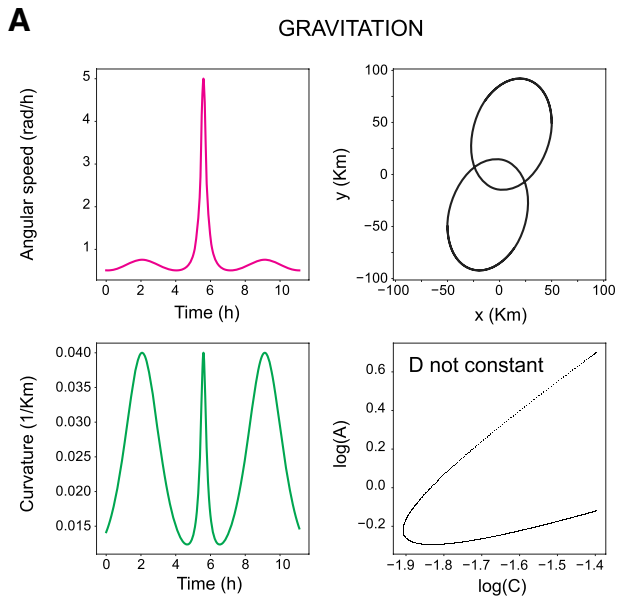 A
GRAVITATION
Angular speed (rad/h)
5
4
3
2
1
0 2 4 6 8 10
Time (h)
y (Km)
100
50
0
−50
−100
−100 −50 0 50 100
x (Km)
Curvature (1/Km)
0.040
0.035
0.030
0.025
0.020
0.015
0 2 4 6 8 10
Time (h)
D not constant
log(A)
0.6
0.4
0.2
0.0
−0.2
−1.9 −1.8 −1.7 −1.6 −1.5 −1.4
log(C)